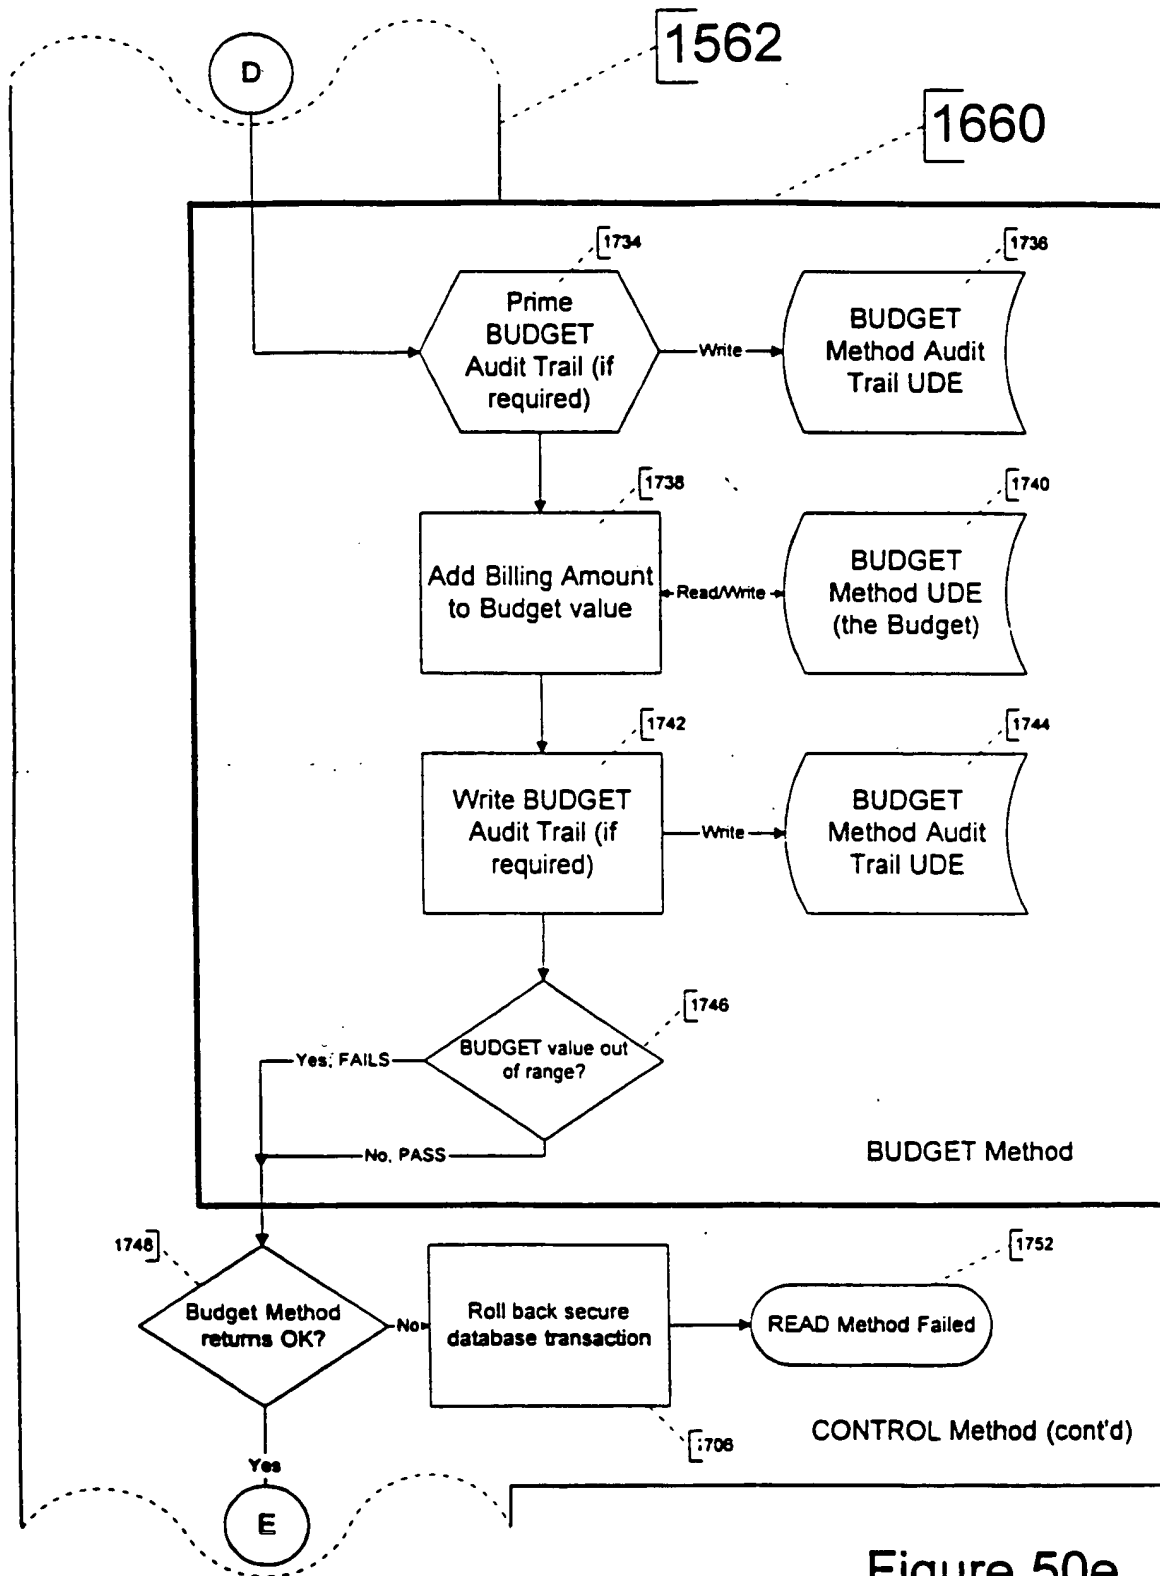 D
1562
1660
1734
1736
Prime
BUDGET
Audit Trail (if
required)
Write
BUDGET
Method Audit
Trail UDE
1738
1740
Add Billing Amount
to Budget value
Read/Write
BUDGET
Method UDE
(the Budget)
1742
1744
Write BUDGET
Audit Trail (if
required)
Write
BUDGET
Method Audit
Trail UDE
1746
BUDGET value out
of range?
Yes, FAILS
No, PASS
BUDGET Method
1748
1752
Budget Method
returns OK?
No
Roll back secure
database transaction
READ Method Failed
1706
CONTROL Method (cont'd)
Yes
E
Figure 50e